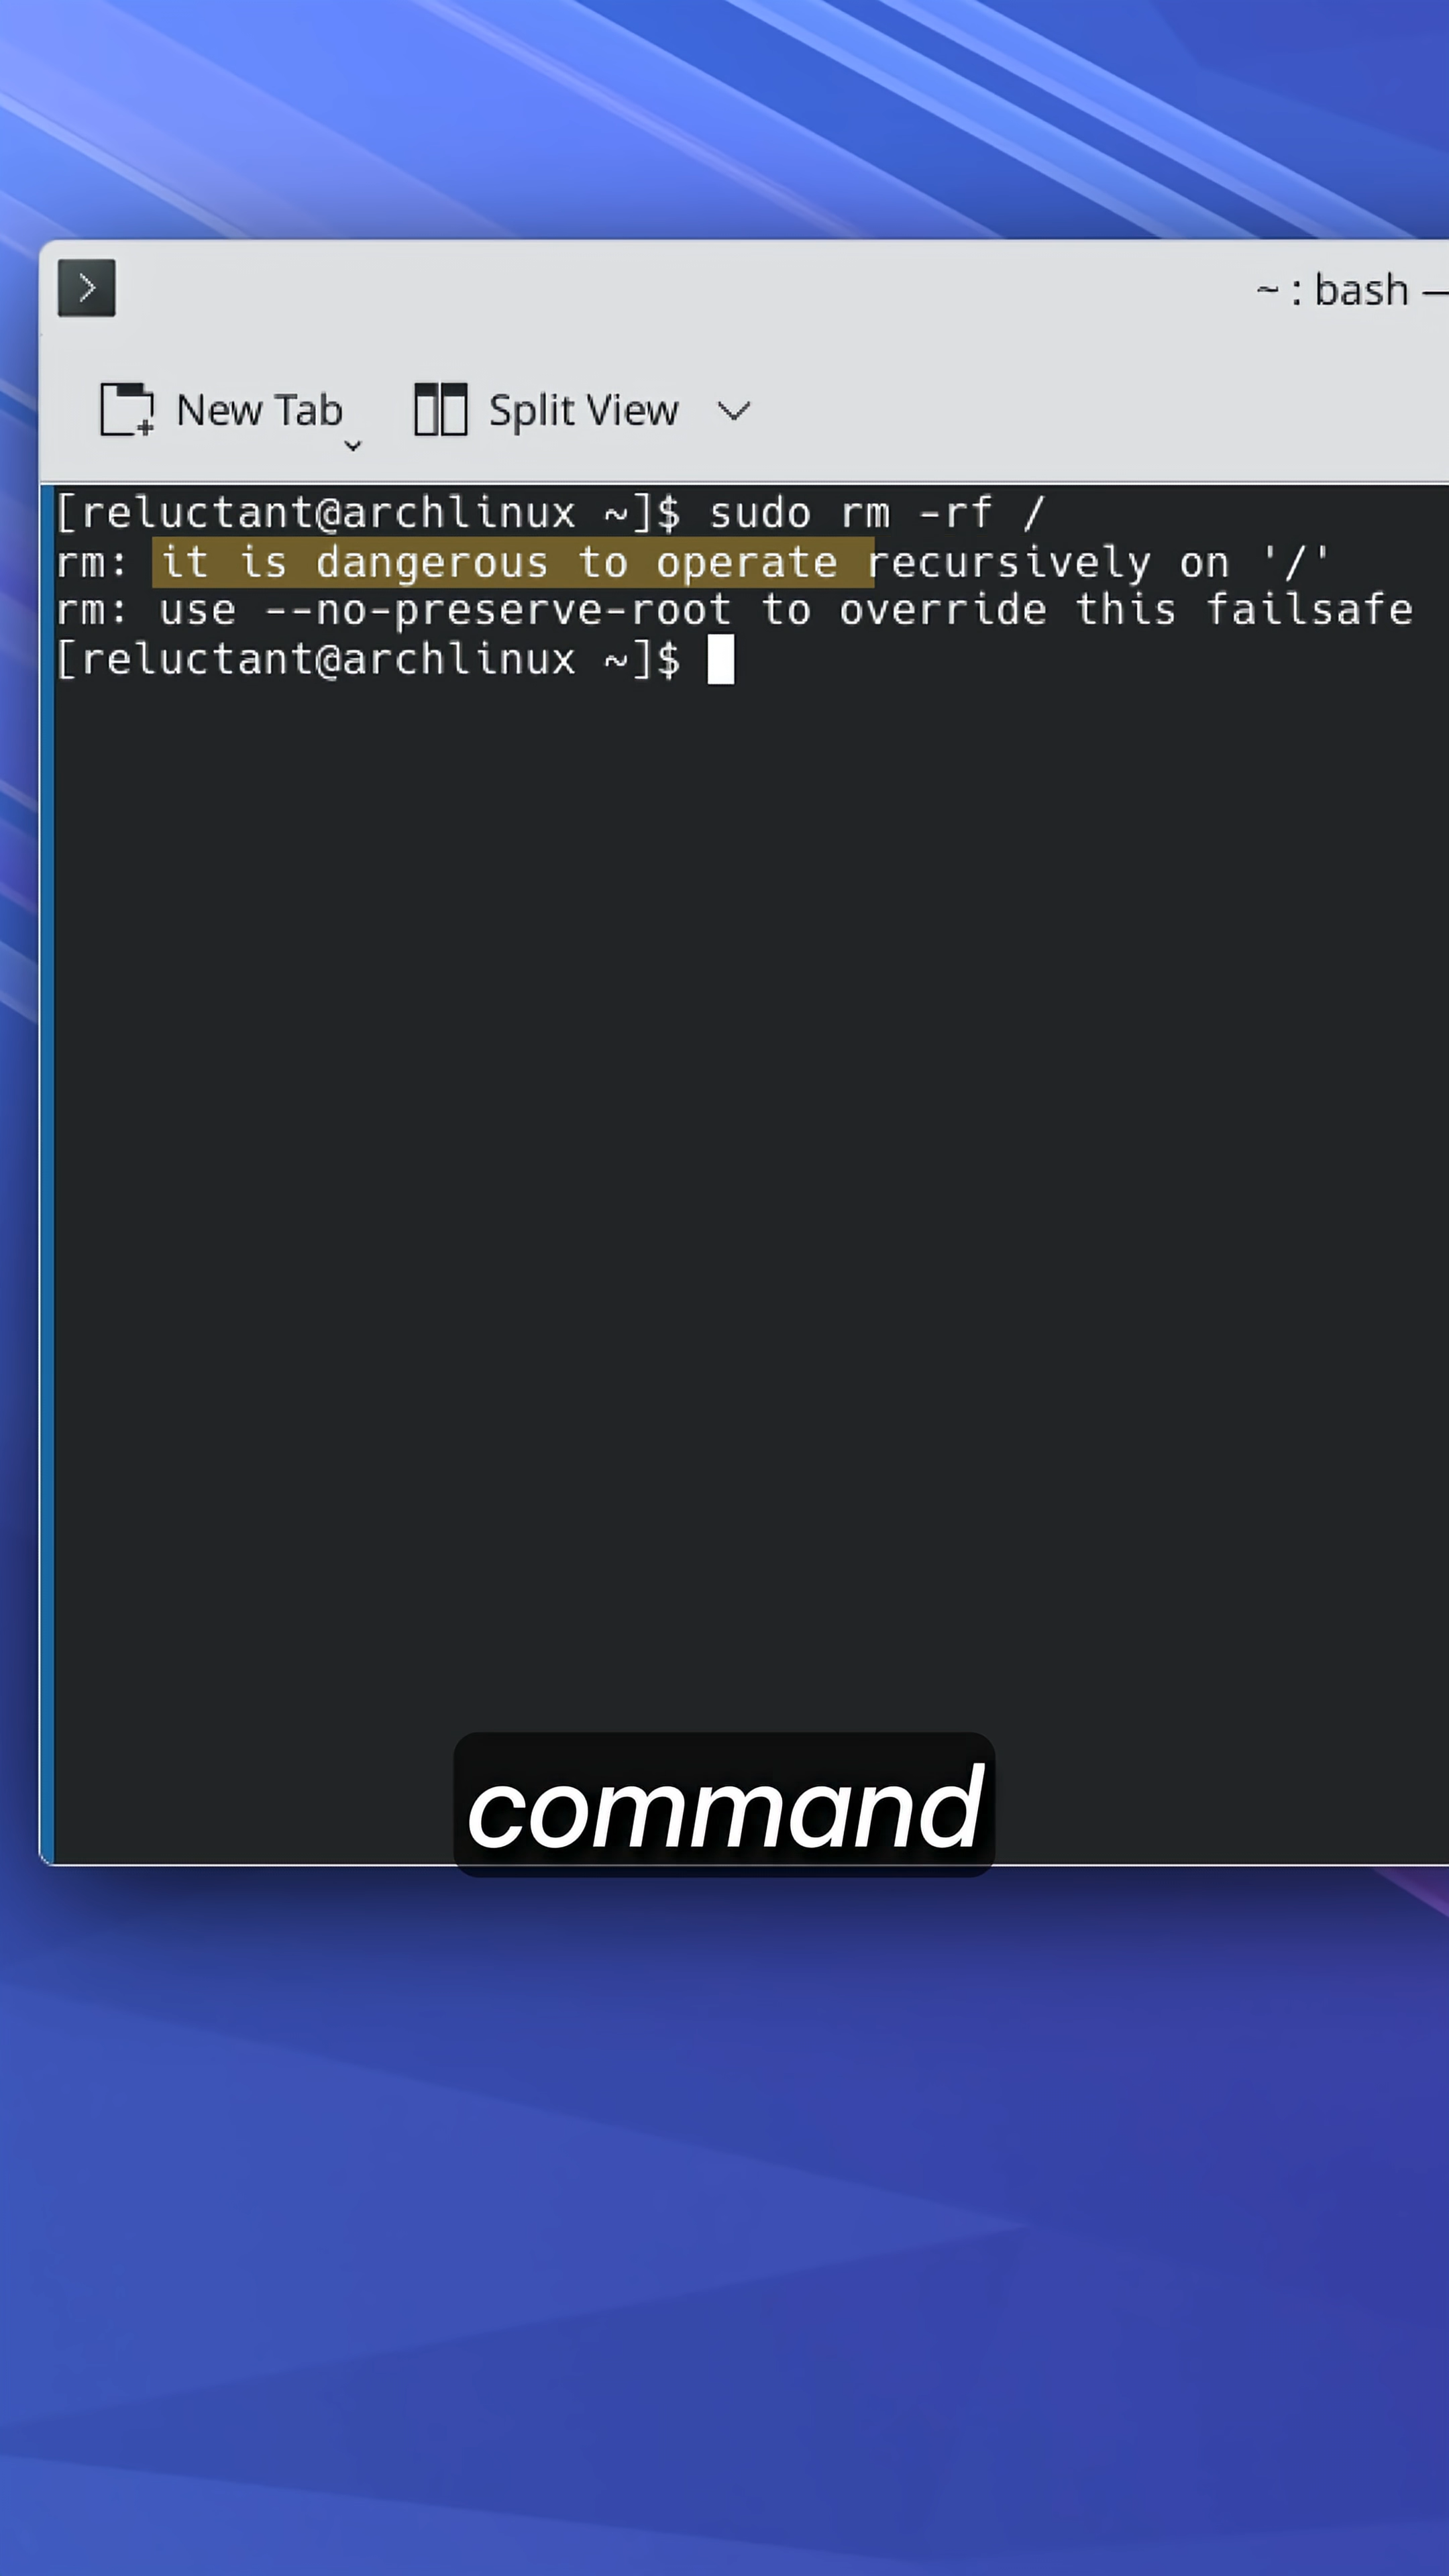 ~ : bash —
New Tab
Split View
[reluctant@archlinux ~]$ sudo rm -rf /
rm: it is dangerous to operate recursively on '/'
rm: use --no-preserve-root to override this failsafe
[reluctant@archlinux ~]$
command